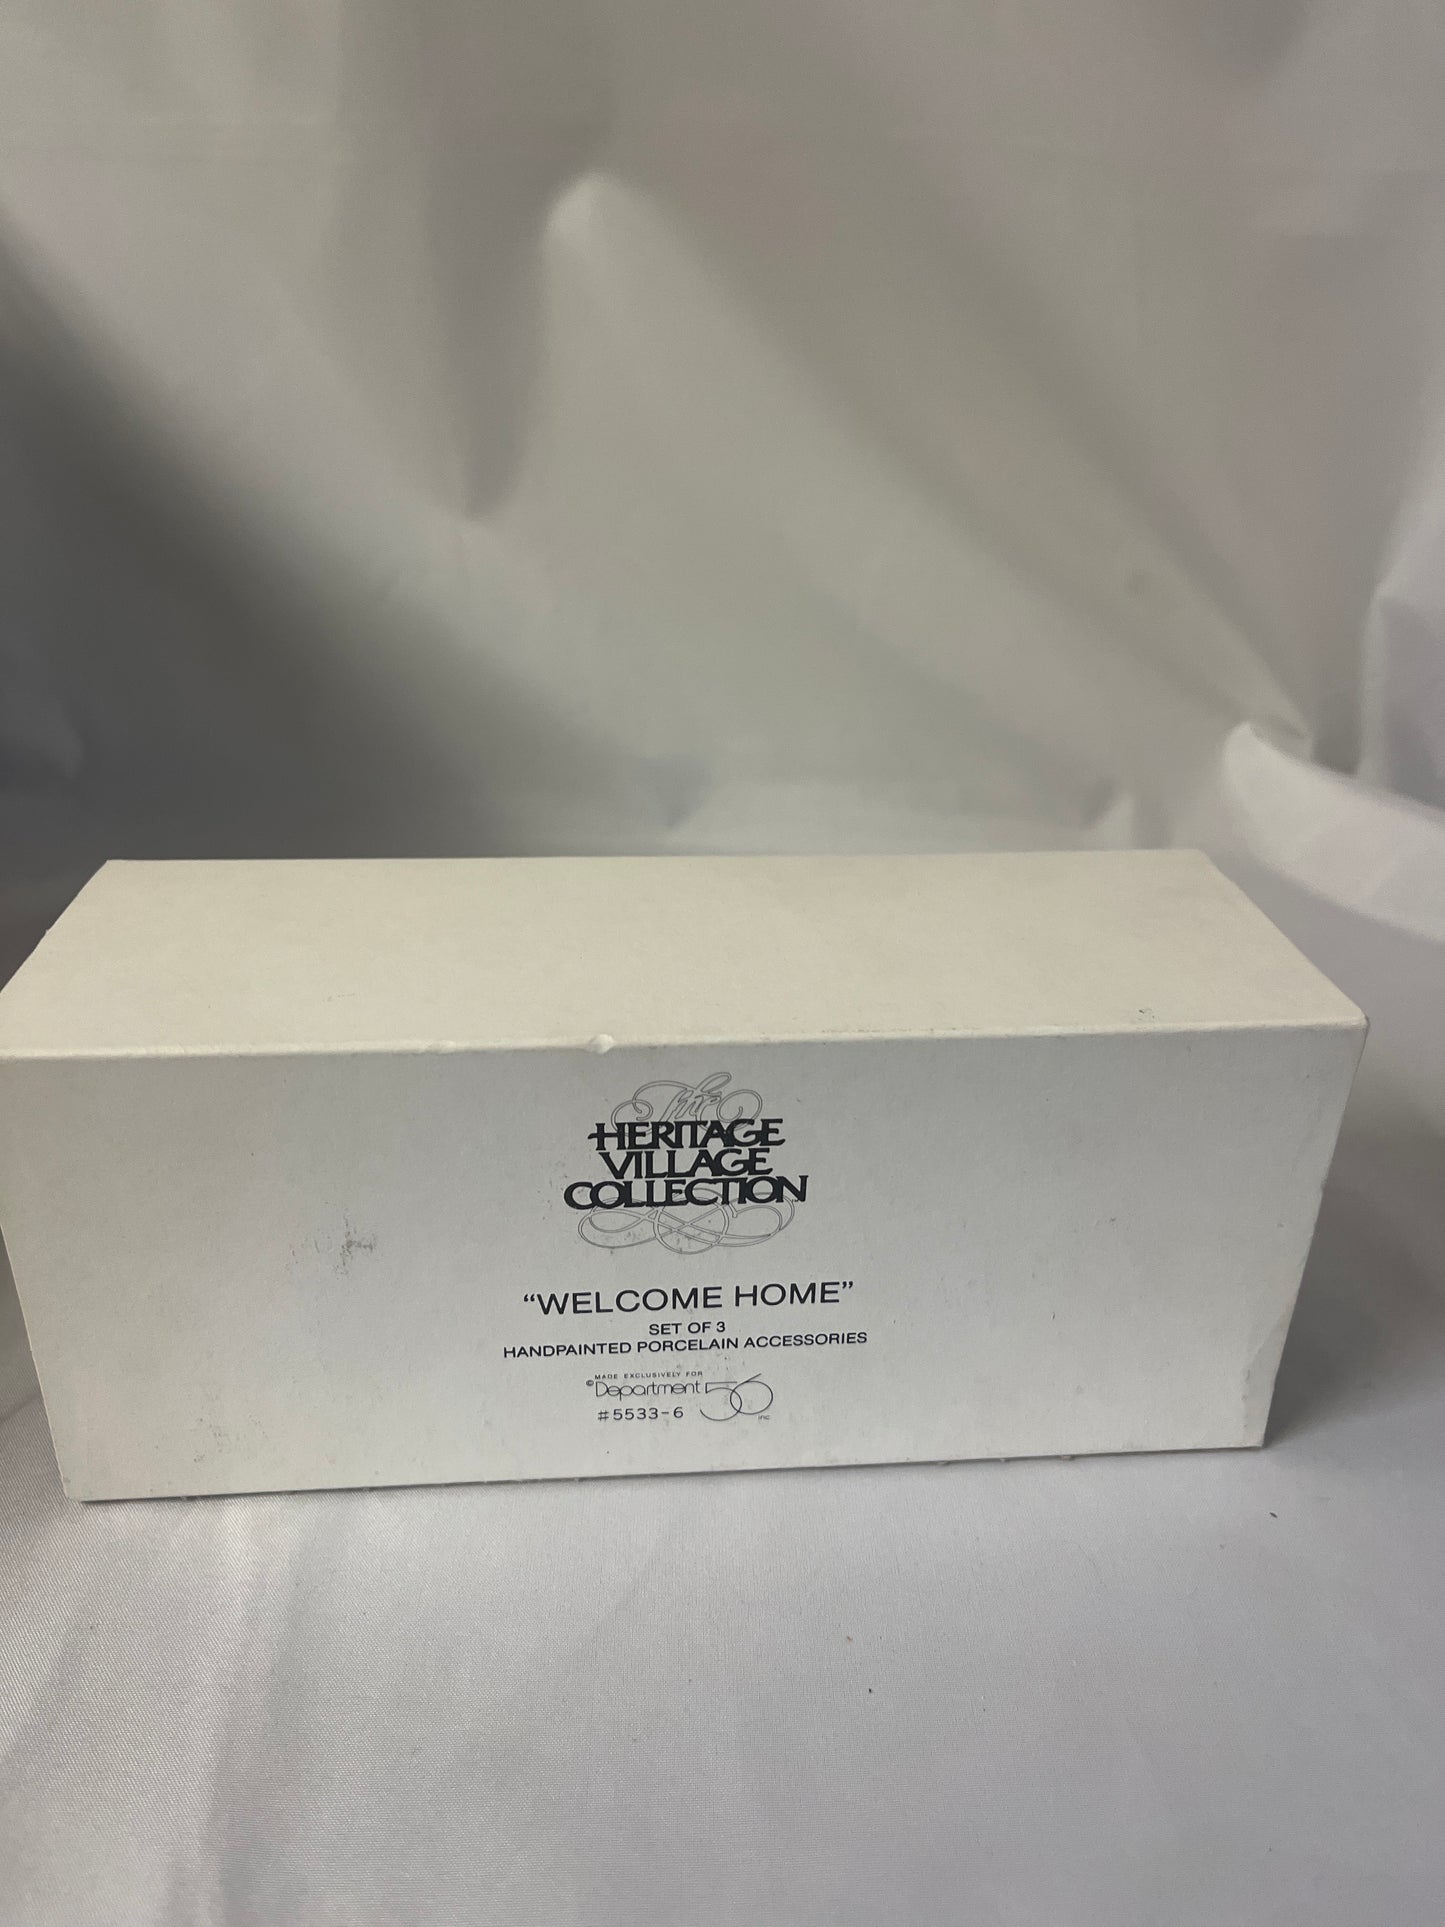 The
HERITAGE
VILLAGE
COLLECTION
“WELCOME HOME”
SET OF 3
HANDPAINTED PORCELAIN ACCESSORIES
MADE EXCLUSIVELY FOR
©Department 56 inc
#5533-6